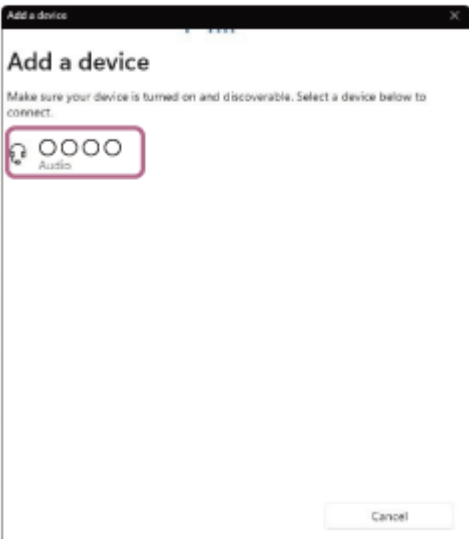 Add a device
Add a device
Make sure your device is turned on and discoverable. Select a device below to
connect.
○○○○
Audio
Cancel